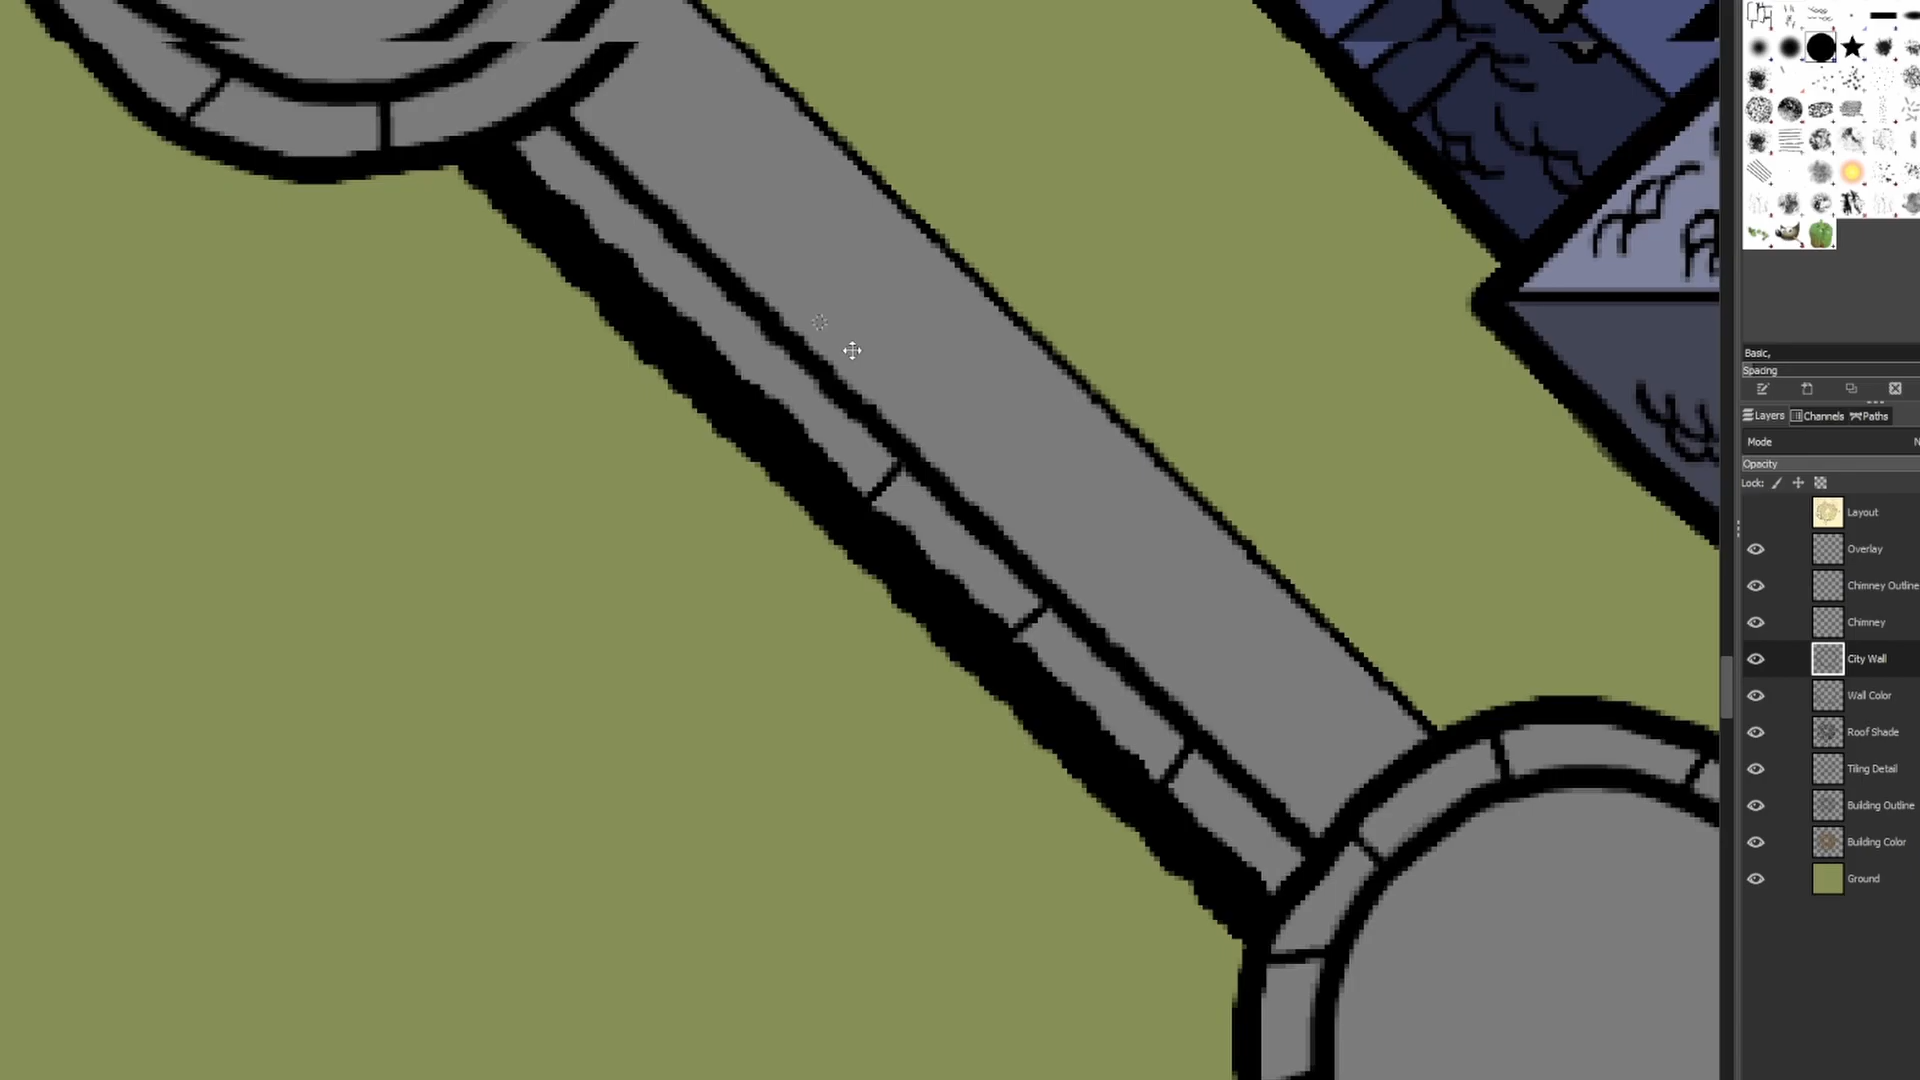 Basic,
Spacing
Layers
Channels
Paths
Mode
N
Opacity
Lock:
Layout
Overlay
Chimney Outline
Chimney
City Wall
Wall Color
Roof Shade
Tiling Detail
Building Outline
Building Color
Ground